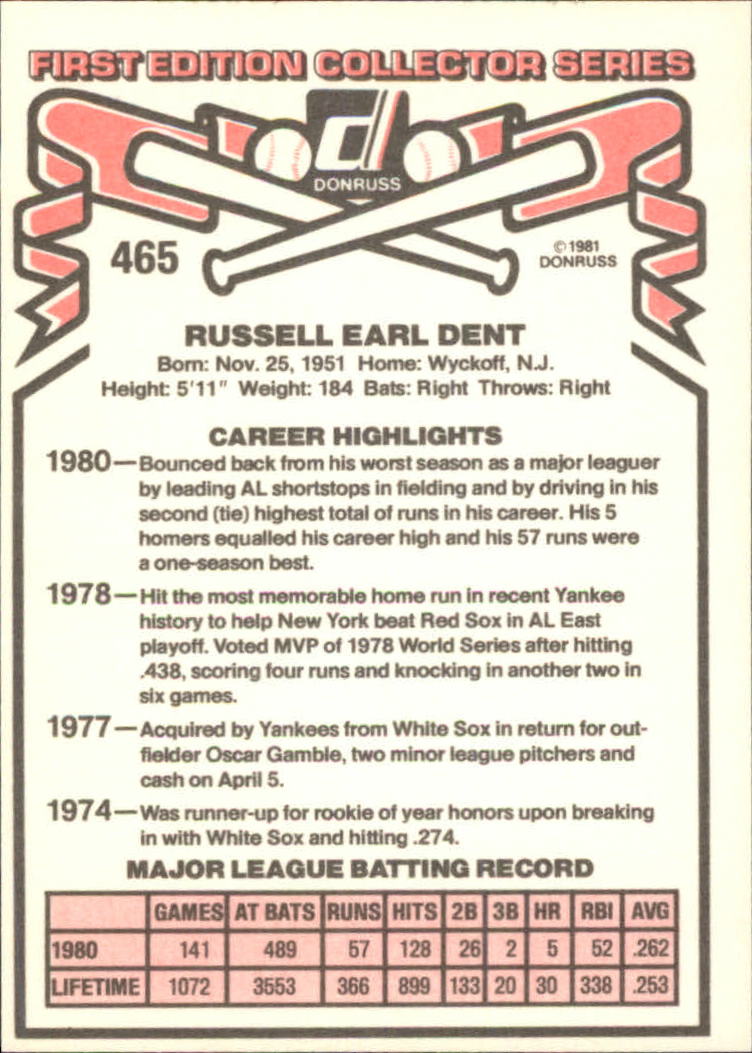 FIRST EDITION COLLECTOR SERIES
d
DONRUSS
465
© 1981
DONRUSS
RUSSELL EARL DENT
Born: Nov. 25, 1951 Home: Wyckoff, N.J.
Height: 5'11" Weight: 184 Bats: Right Throws: Right
CAREER HIGHLIGHTS
1980—Bounced back from his worst season as a major leaguer
by leading AL shortstops in fielding and by driving in his
second (tie) highest total of runs in his career. His 5
homers equalled his career high and his 57 runs were
a one-season best.
1978—Hit the most memorable home run in recent Yankee
history to help New York beat Red Sox in AL East
playoff. Voted MVP of 1978 World Series after hitting
.438, scoring four runs and knocking in another two in
six games.
1977—Acquired by Yankees from White Sox in return for out-
fielder Oscar Gamble, two minor league pitchers and
cash on April 5.
1974—Was runner-up for rookie of year honors upon breaking
in with White Sox and hitting .274.
MAJOR LEAGUE BATTING RECORD
GAMES AT BATS RUNS HITS 2B 3B HR RBI AVG
1980 141 489 57 128 26 2 5 52 .262
LIFETIME 1072 3553 366 899 133 20 30 338 .253